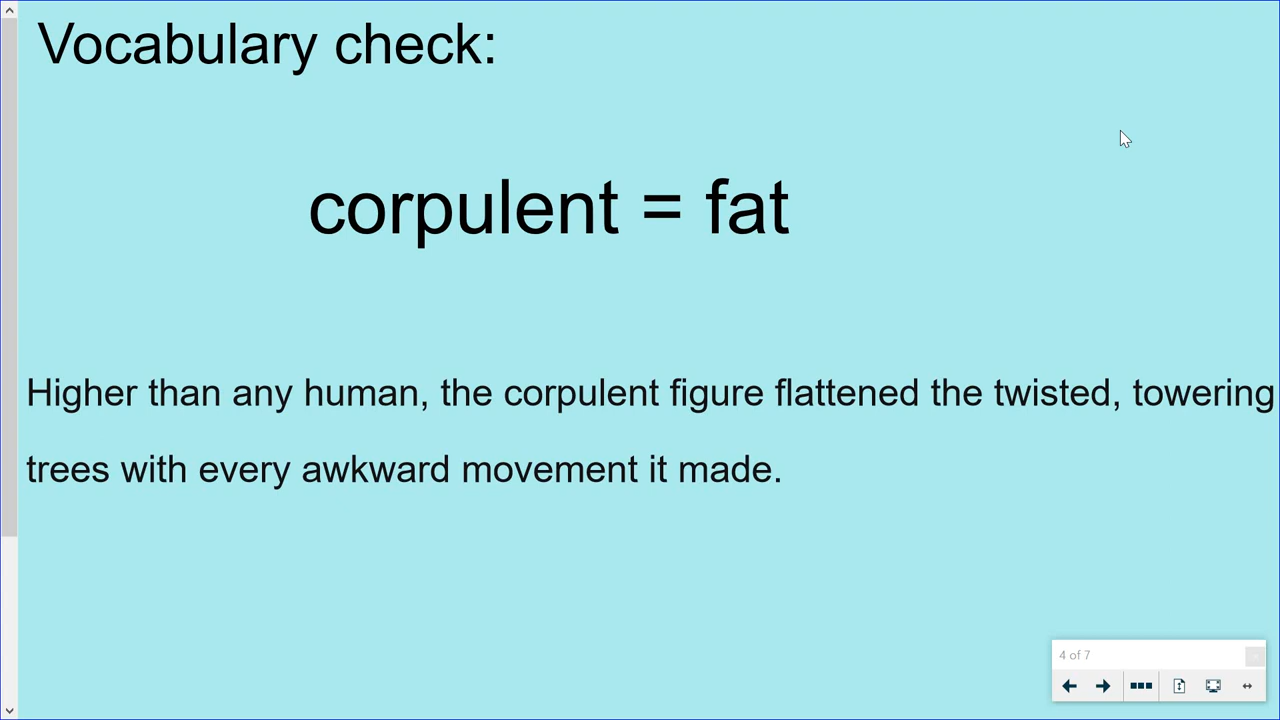 Vocabulary check:
corpulent = fat
Higher than any human, the corpulent figure flattened the twisted, towering
trees with every awkward movement it made.
4 of 7